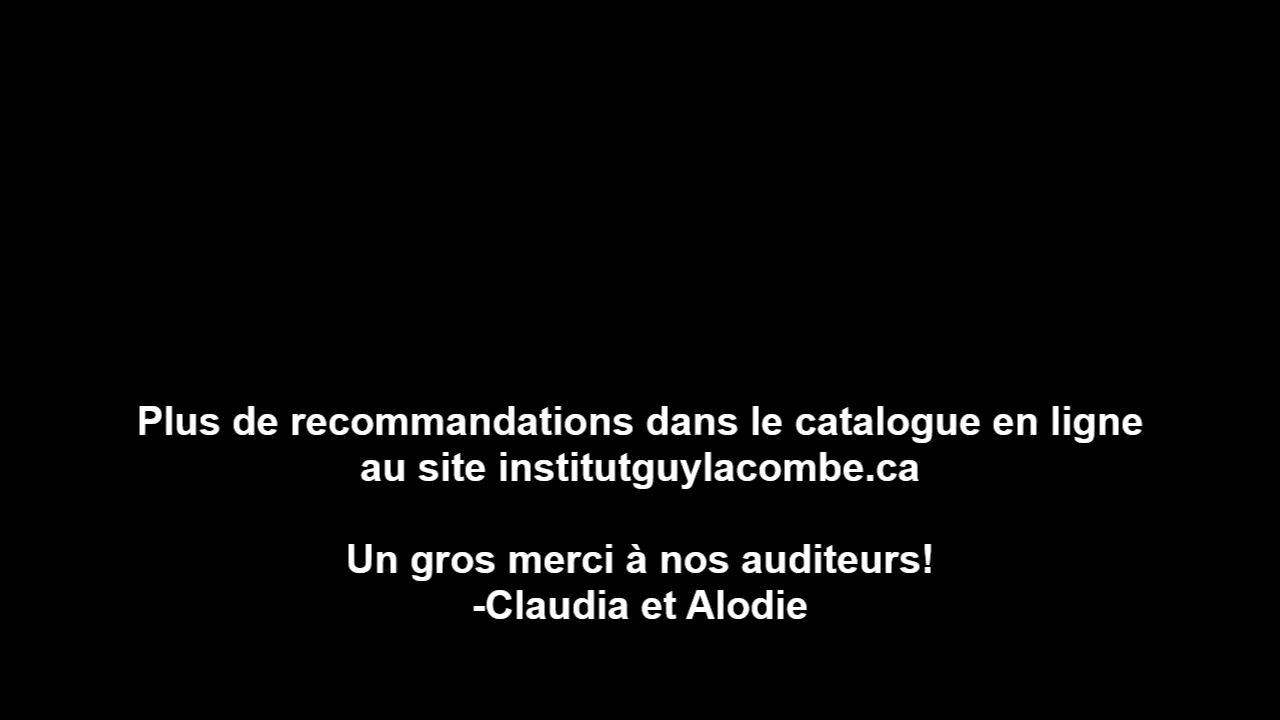 Plus de recommandations dans le catalogue en ligne
au site institutguylacombe.ca
Un gros merci à nos auditeurs!
-Claudia et Alodie